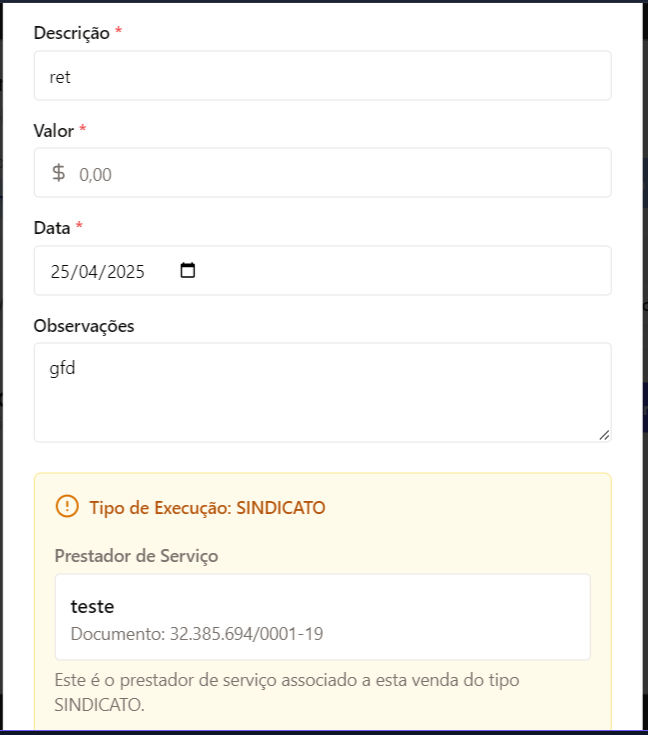 Descrição *
ret
Valor *
$ 0,00
Data *
25/04/2025
Observações
gfd
Tipo de Execução: SINDICATO
Prestador de Serviço
teste
Documento: 32.385.694/0001-19
Este é o prestador de serviço associado a esta venda do tipo
SINDICATO.